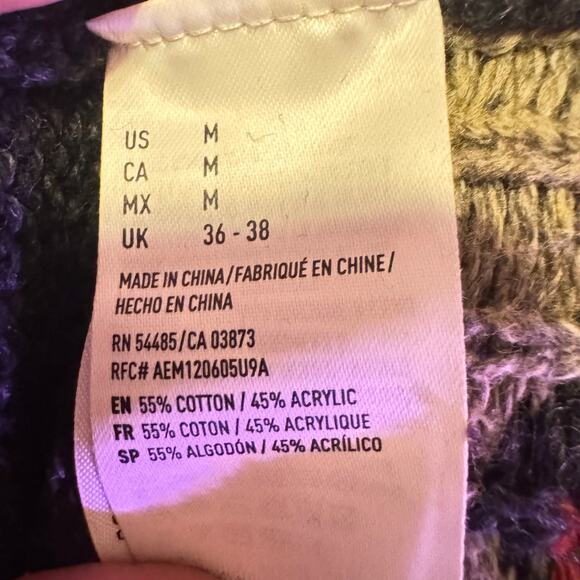 US M
CA M
MX M
UK 36 - 38
MADE IN CHINA/FABRIQUÉ EN CHINE/
HECHO EN CHINA
RN 54485/CA 03873
RFC# AEM120605U9A
EN 55% COTTON / 45% ACRYLIC
FR 55% COTON / 45% ACRYLIQUE
SP 55% ALGODÓN / 45% ACRÍLICO